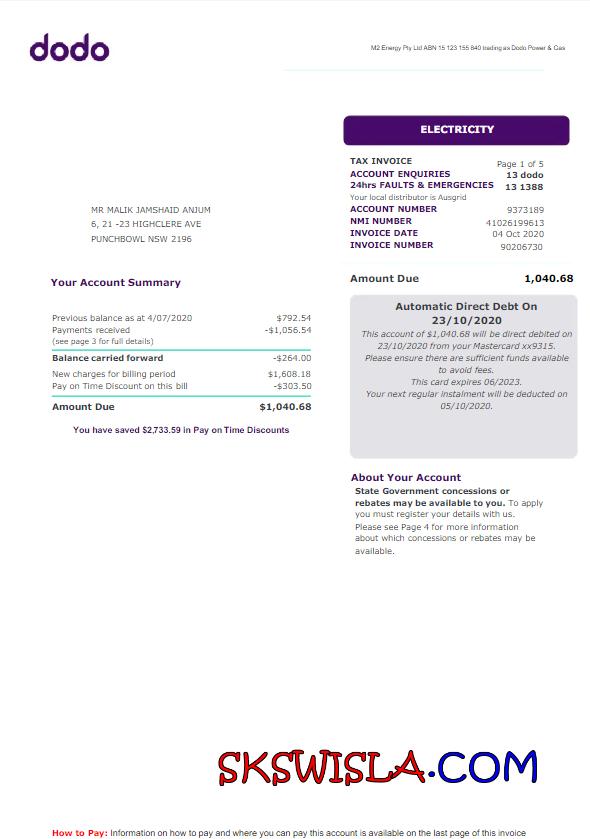 dodo
M2 Energy Pty Ltd ABN 15 123 155 840 trading as Dodo Power & Gas
ELECTRICITY
TAX INVOICE Page 1 of 5
ACCOUNT ENQUIRIES 13 dodo
24hrs FAULTS & EMERGENCIES 13 1388
Your local distributor is Ausgrid
ACCOUNT NUMBER 9373189
NMI NUMBER 41026199613
INVOICE DATE 04 Oct 2020
INVOICE NUMBER 90206730
MR MALIK JAMSHAID ANJUM
6, 21 -23 HIGHCLERE AVE
PUNCHBOWL NSW 2196
Your Account Summary
Previous balance as at 4/07/2020 $792.54
Payments received -$1,056.54
(see page 3 for full details)
Balance carried forward -$264.00
New charges for billing period $1,608.18
Pay on Time Discount on this bill -$303.50
Amount Due $1,040.68
You have saved $2,733.59 in Pay on Time Discounts
Amount Due 1,040.68
Automatic Direct Debt On
23/10/2020
This account of $1,040.68 will be direct debited on
23/10/2020 from your Mastercard xx9315.
Please ensure there are sufficient funds available
to avoid fees.
This card expires 06/2023.
Your next regular instalment will be deducted on
05/10/2020.
About Your Account
State Government concessions or
rebates may be available to you. To apply
you must register your details with us.
Please see Page 4 for more information
about which concessions or rebates may be
available.
SKSWISLA.COM
How to Pay: Information on how to pay and where you can pay this account is available on the last page of this invoice